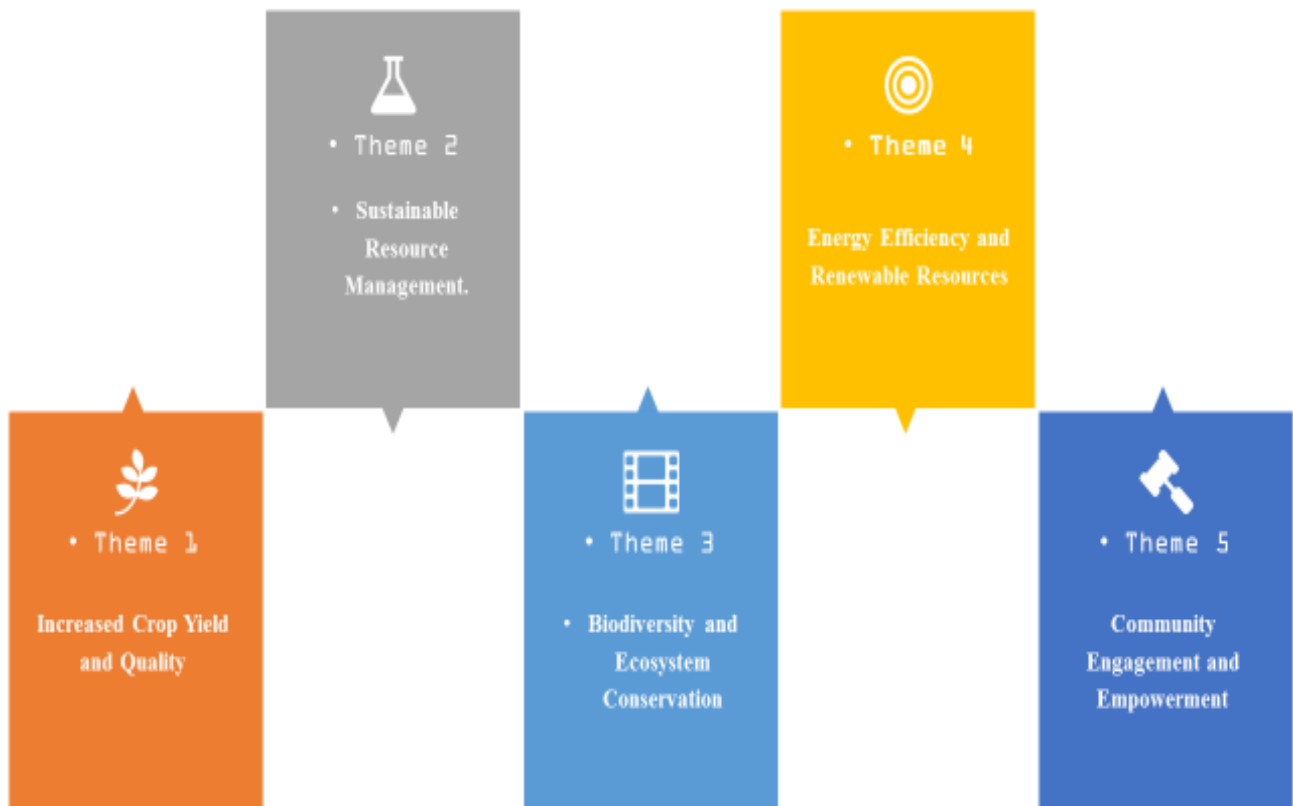 • Theme 1
Increased Crop Yield
and Quality
• Theme 2
• Sustainable
Resource
Management.
• Theme 3
• Biodiversity and
Ecosystem
Conservation
• Theme 4
Energy Efficiency and
Renewable Resources
• Theme 5
Community
Engagement and
Empowerment